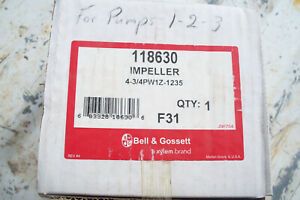 For Pumps 1-2-3
118630
IMPELLER
4-3/4PW1Z-1235
QTY: 1
F31
Bell & Gossett
a xylem brand